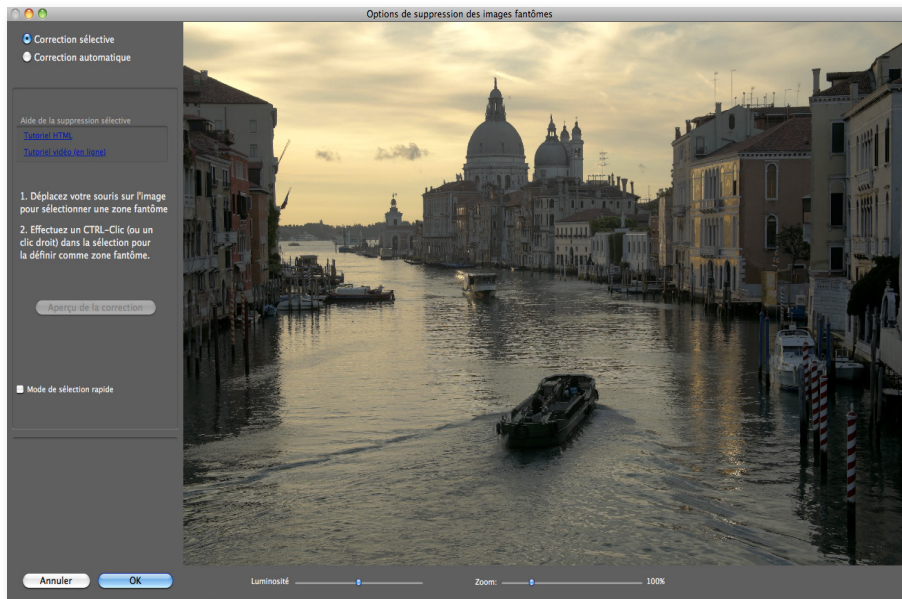 Options de suppression des images fantômes
Correction sélective
Correction automatique
Aide de la suppression sélective
Tutoriel HTML
Tutoriel vidéo (en ligne)
1. Déplacez votre souris sur l'image
pour sélectionner une zone fantôme
2. Effectuez un CTRL-Clic (ou un
clic droit) dans la sélection pour
la définir comme zone fantôme.
Aperçu de la correction
Mode de sélection rapide
Annuler
OK
Luminosité
Zoom:
100%